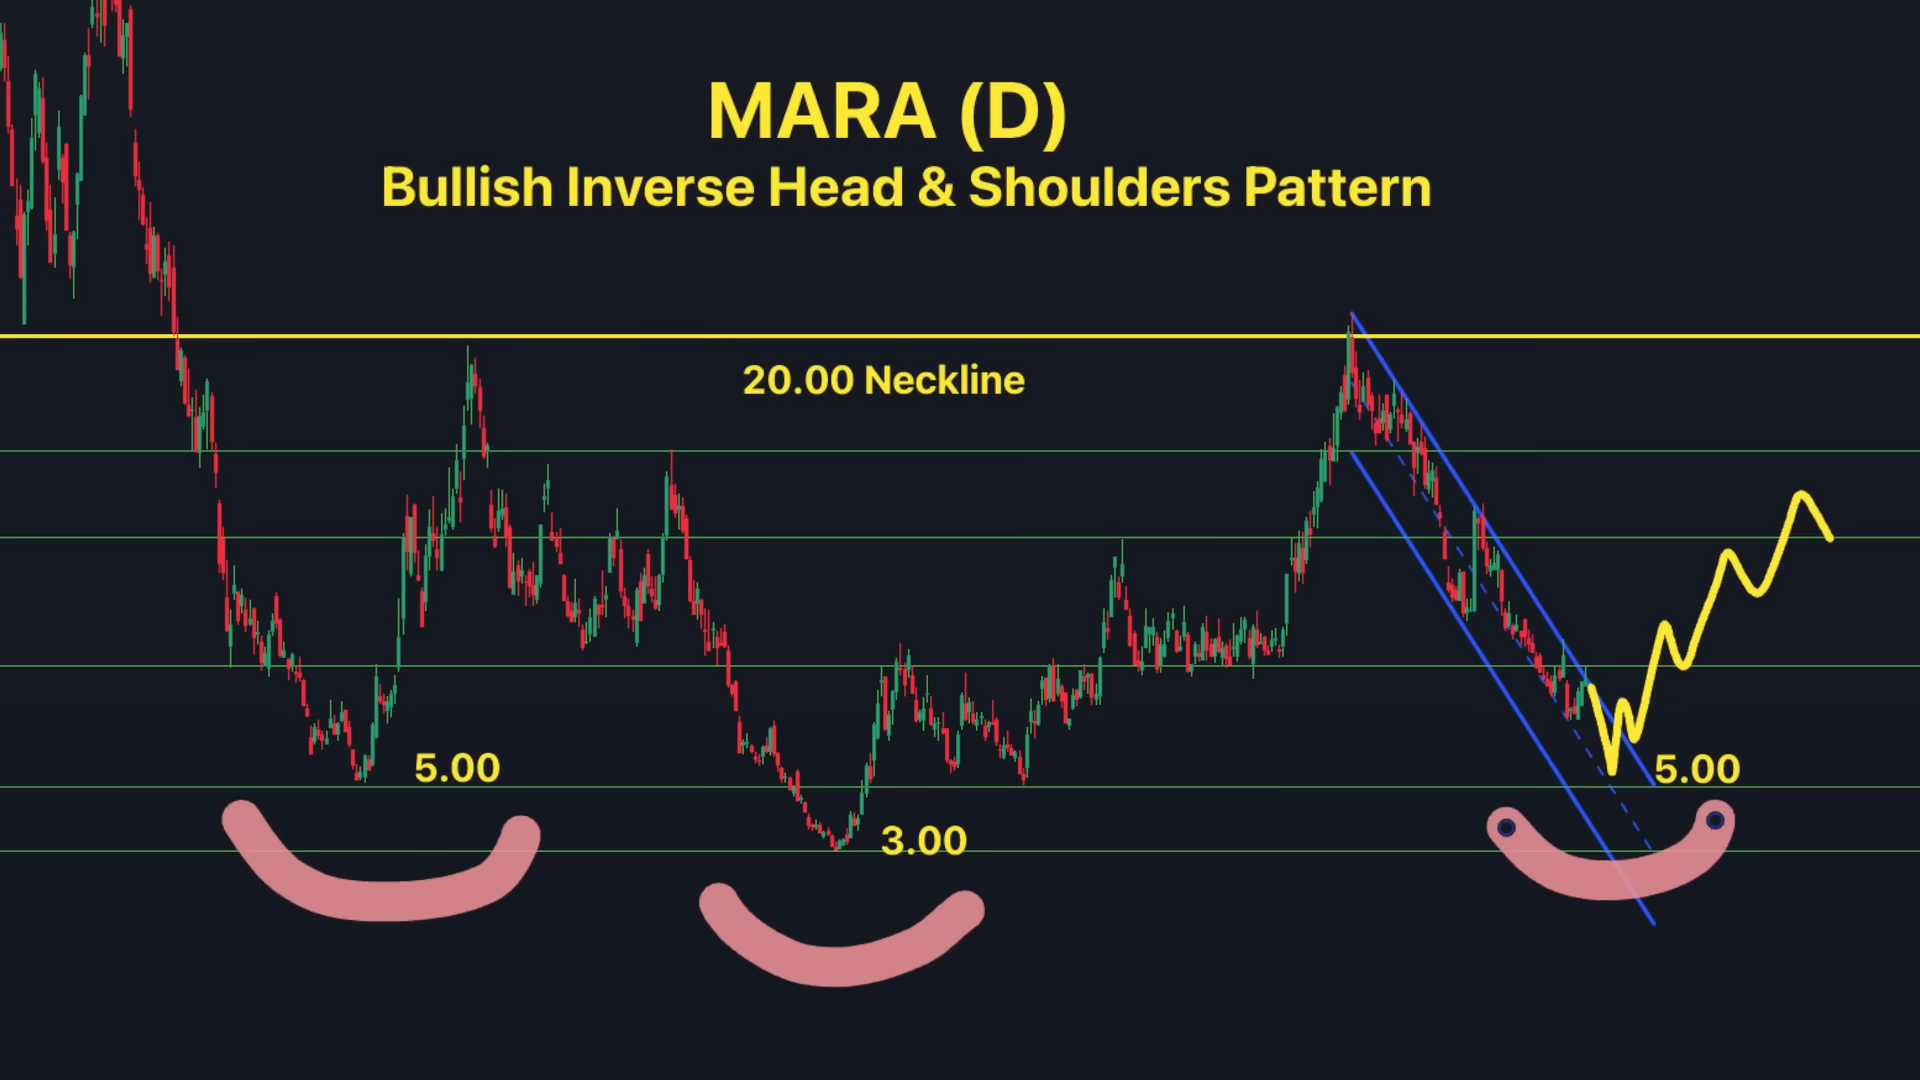 MARA (D)
Bullish Inverse Head & Shoulders Pattern
20.00 Neckline
5.00
5.00
3.00